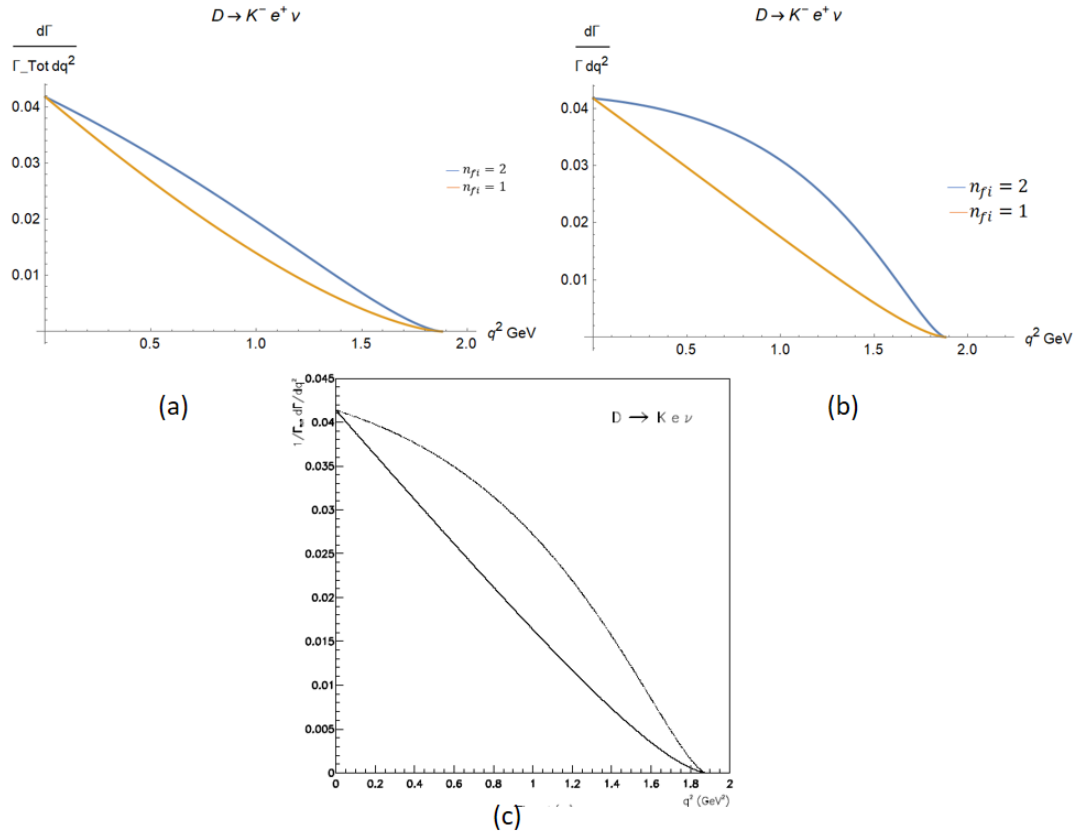 D → K⁻ e⁺ ν
dΓ
Γ_Tot dq²
0.04
0.03
0.02
0.01
0.5
1.0
1.5
2.0
q² GeV
n_fi = 2
n_fi = 1
(a)
D → K⁻ e⁺ ν
dΓ
Γ dq²
0.04
0.03
0.02
0.01
0.5
1.0
1.5
2.0
q² GeV
n_fi = 2
n_fi = 1
(b)
D → K e ν
dΓ/dq²
0.045
0.04
0.035
0.03
0.025
0.02
0.015
0.01
0.005
0
0 0.2 0.4 0.6 0.8 1 1.2 1.4 1.6 1.8 2
q² (GeV²)
(c)